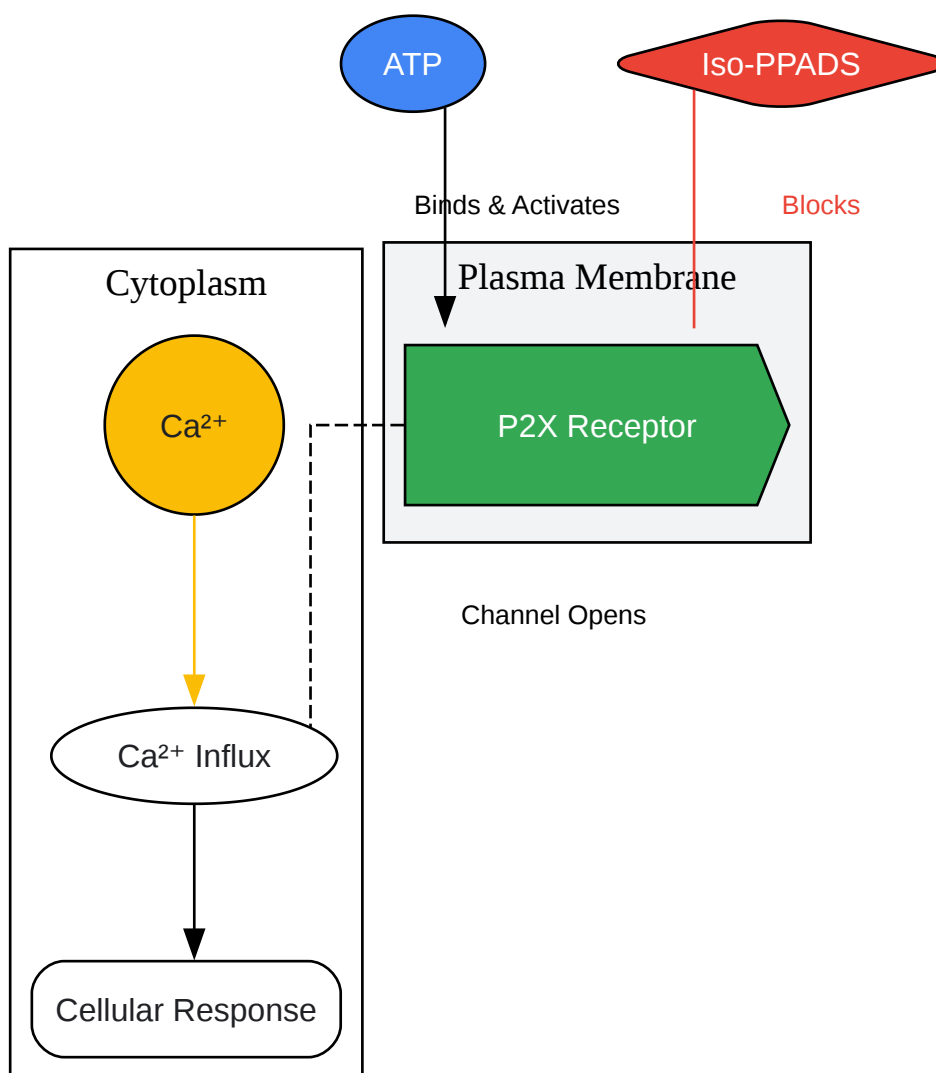 ATP
Iso-PPADS
Binds & Activates
Blocks
Cytoplasm
Plasma Membrane
Ca²⁺
P2X Receptor
Channel Opens
Ca²⁺ Influx
Cellular Response